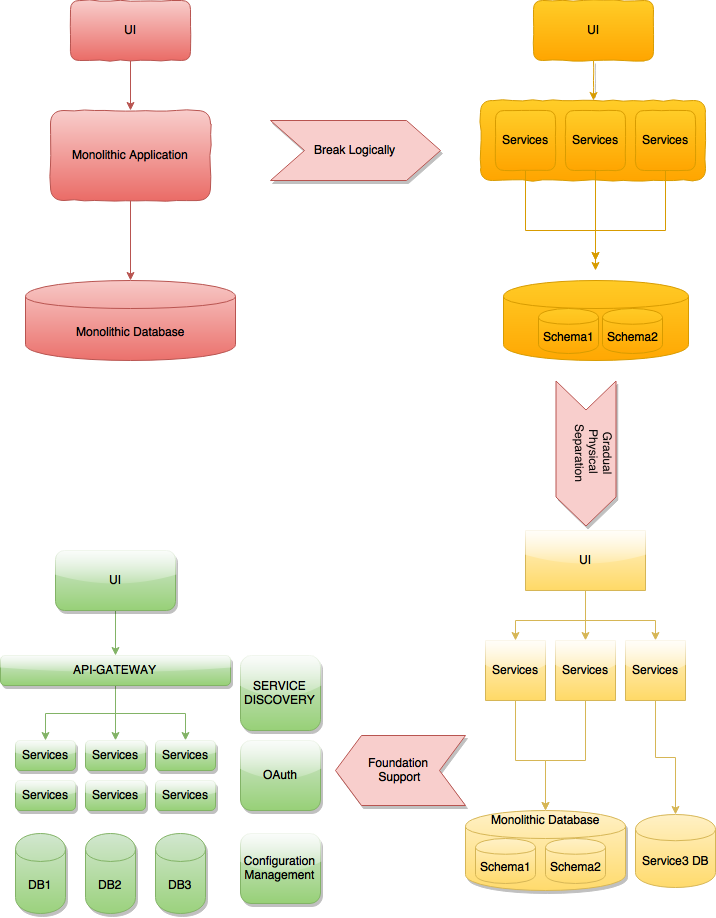 UI
Monolithic Application
Monolithic Database
Break Logically
UI
Services
Services
Services
Schema1
Schema2
Gradual
Physical
Separation
UI
Services
Services
Services
Monolithic Database
Schema1
Schema2
Service3 DB
Foundation
Support
UI
API-GATEWAY
Services
Services
Services
Services
Services
Services
DB1
DB2
DB3
SERVICE
DISCOVERY
OAuth
Configuration
Management